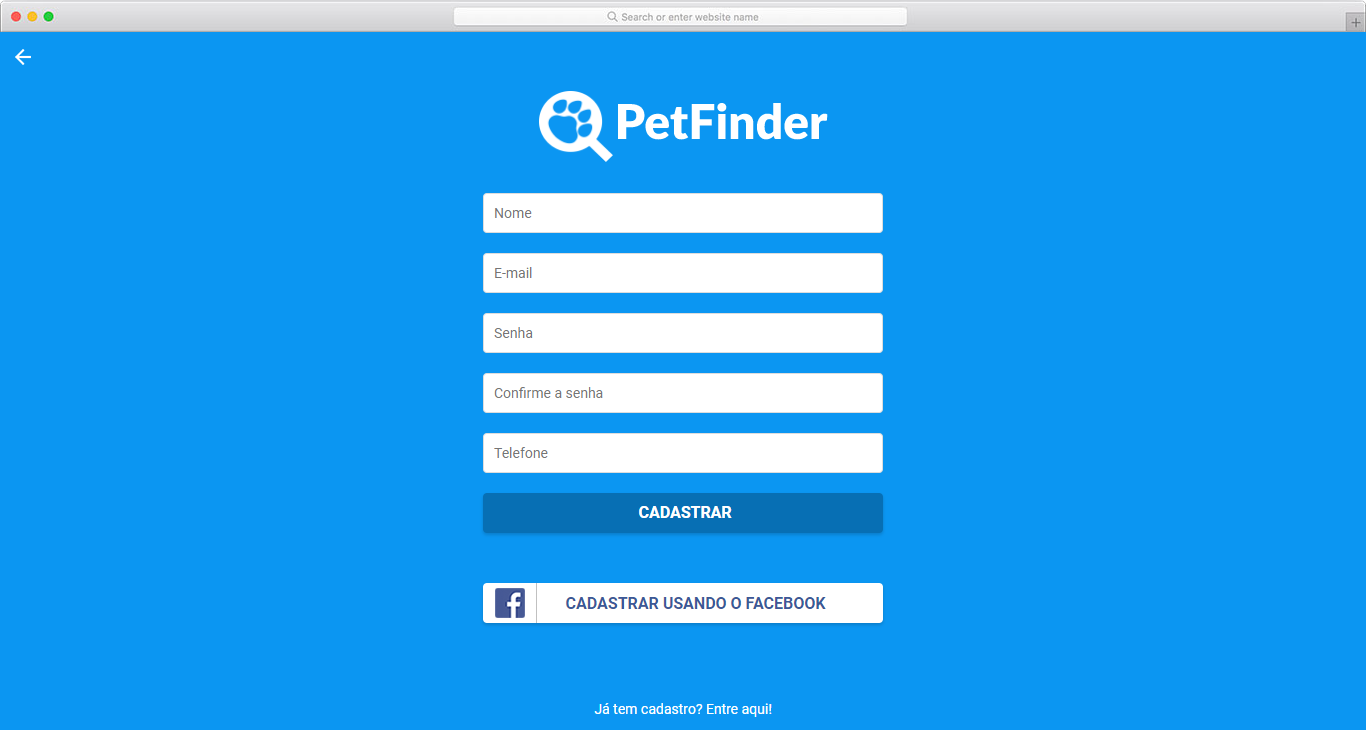 Search or enter website name
PetFinder
Nome
E-mail
Senha
Confirme a senha
Telefone
CADASTRAR
CADASTRAR USANDO O FACEBOOK
Já tem cadastro? Entre aqui!